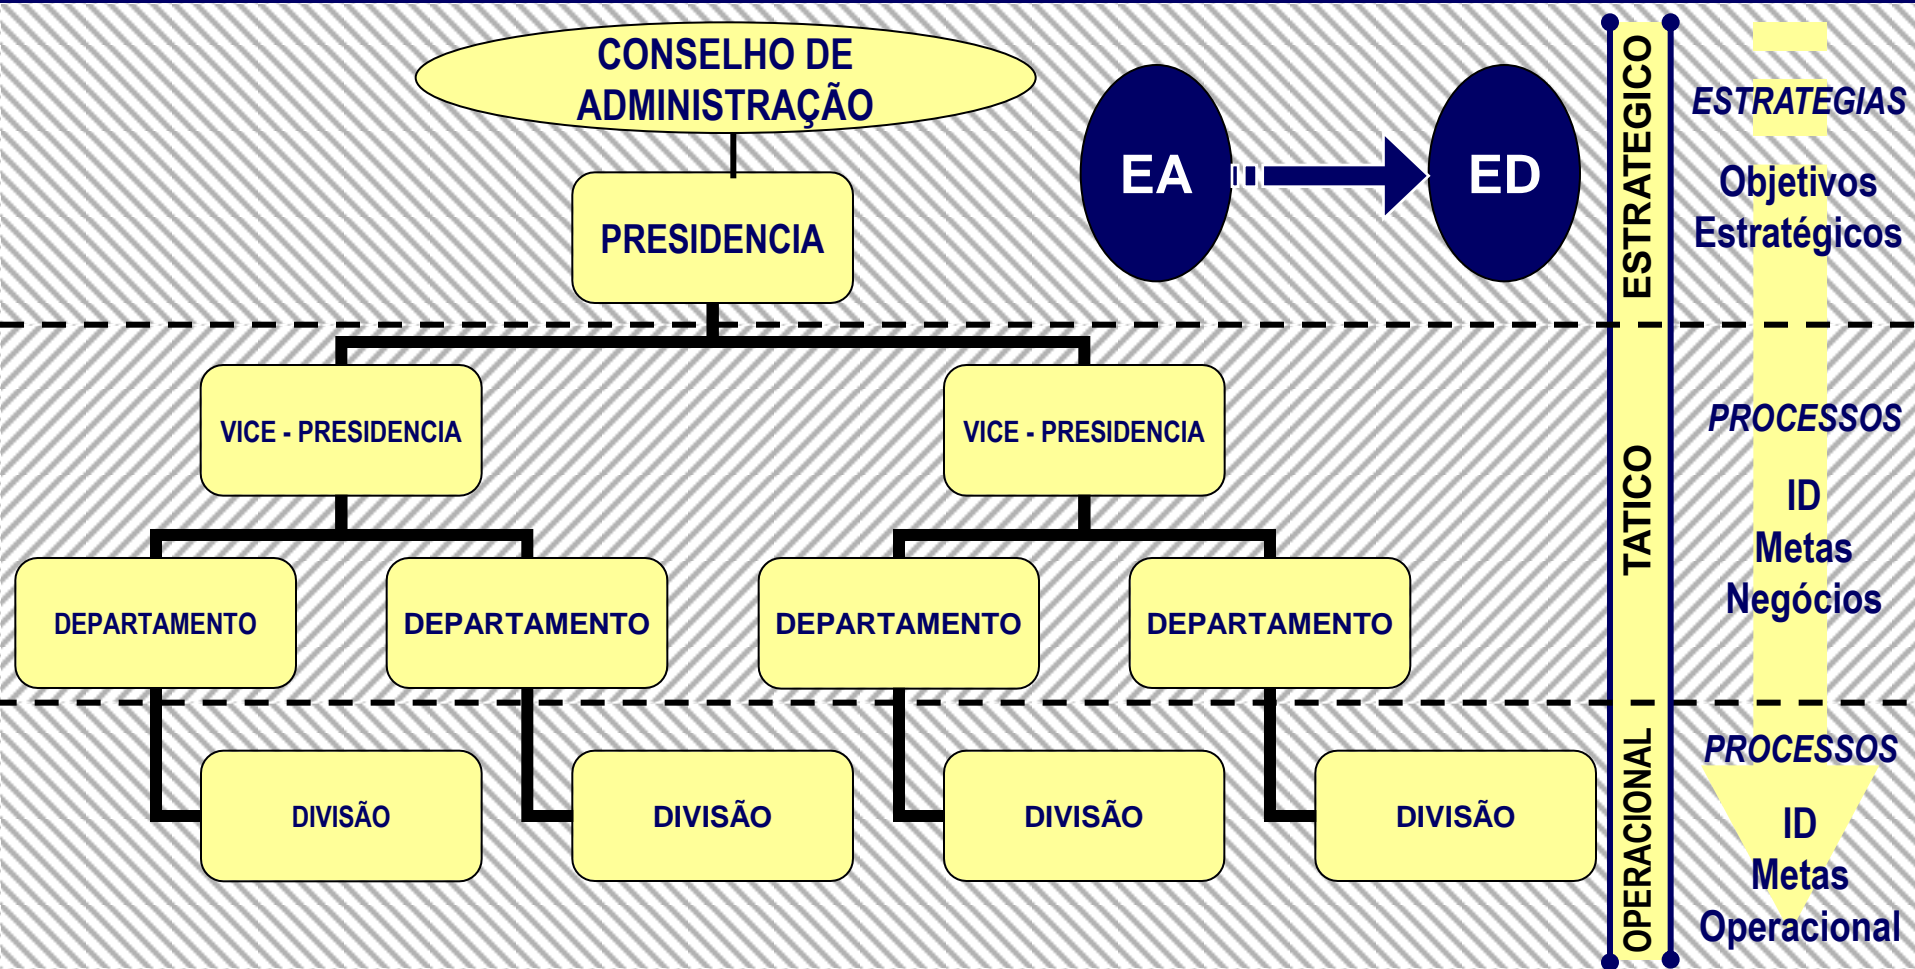 CONSELHO DE
ADMINISTRAÇÃO
PRESIDENCIA
EA
ED
ESTRATEGICO
ESTRATEGIAS
Objetivos
Estratégicos
VICE - PRESIDENCIA
VICE - PRESIDENCIA
DEPARTAMENTO
DEPARTAMENTO
DEPARTAMENTO
DEPARTAMENTO
TATICO
PROCESSOS
ID
Metas
Negócios
DIVISÃO
DIVISÃO
DIVISÃO
DIVISÃO
OPERACIONAL
PROCESSOS
ID
Metas
Operacional